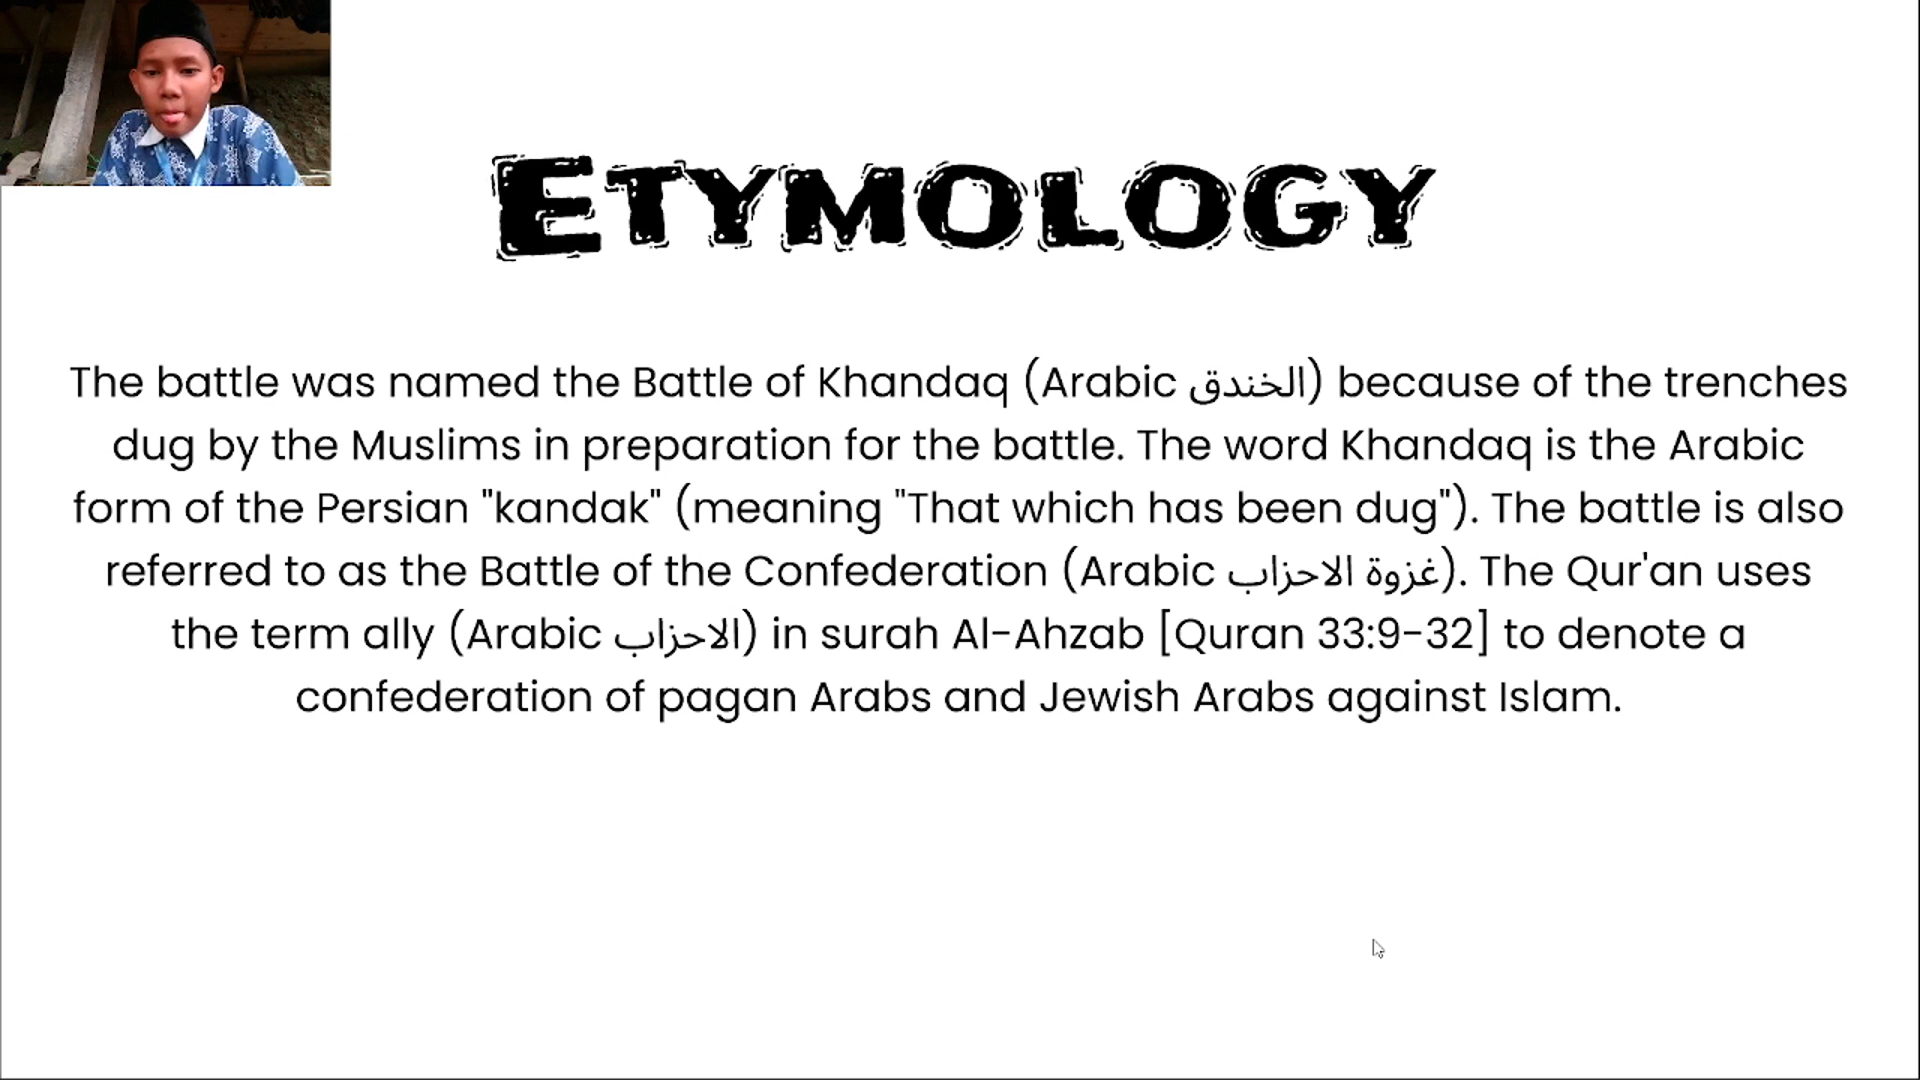 ETYMOLOGY
The battle was named the Battle of Khandaq (Arabic الخندق) because of the trenches
dug by the Muslims in preparation for the battle. The word Khandaq is the Arabic
form of the Persian "kandak" (meaning "That which has been dug"). The battle is also
referred to as the Battle of the Confederation (Arabic غزوة الاحزاب). The Qur'an uses
the term ally (Arabic الاحزاب) in surah Al-Ahzab [Quran 33:9-32] to denote a
confederation of pagan Arabs and Jewish Arabs against Islam.